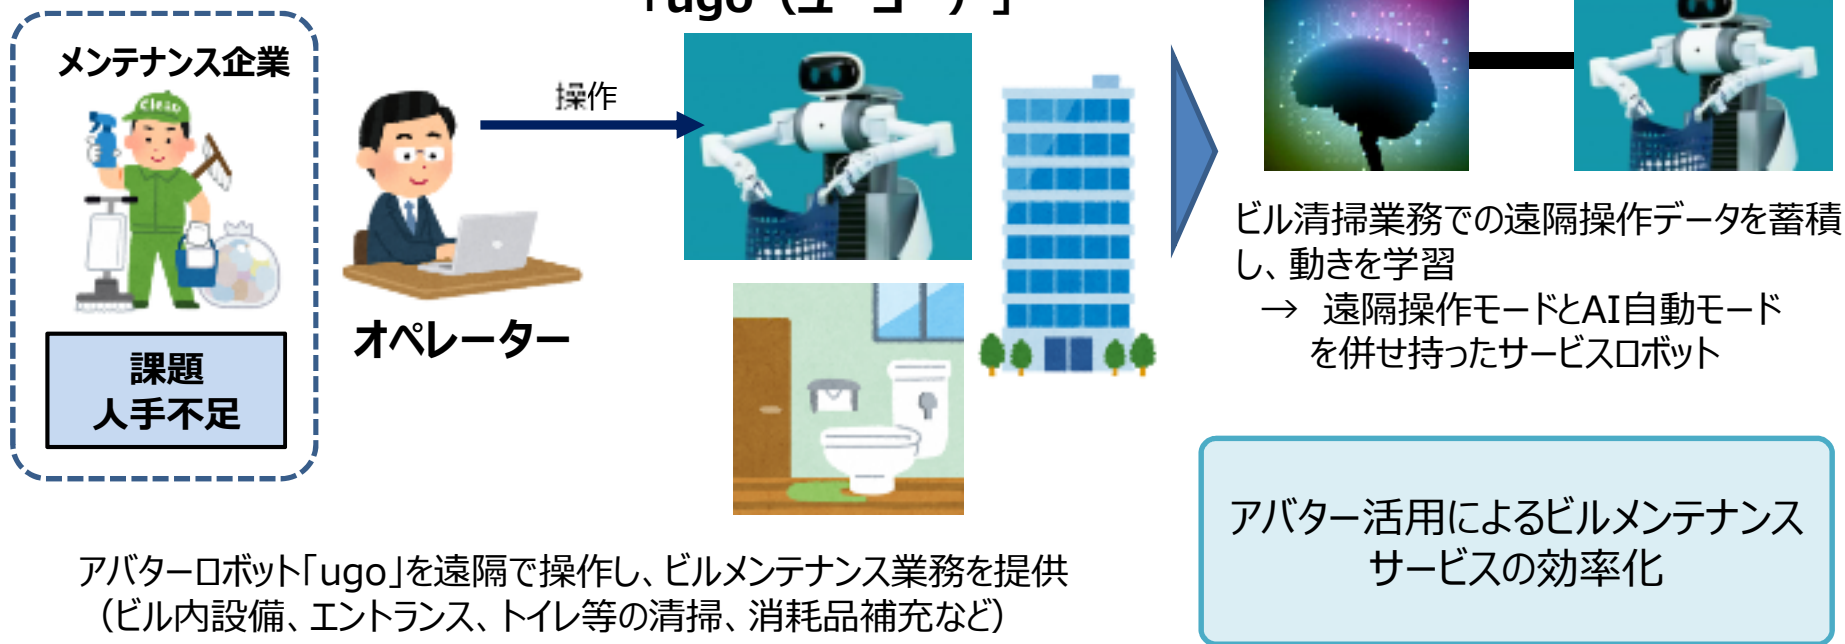 「ugo（ユーゴー）」
メンテナンス企業
Clean
操作
オペレーター
課題
人手不足
ビル清掃業務での遠隔操作データを蓄積
し、動きを学習
→ 遠隔操作モードとAI自動モード
を併せ持ったサービスロボット
アバター活用によるビルメンテナンス
サービスの効率化
アバターロボット「ugo」を遠隔で操作し、ビルメンテナンス業務を提供
（ビル内設備、エントランス、トイレ等の清掃、消耗品補充など）